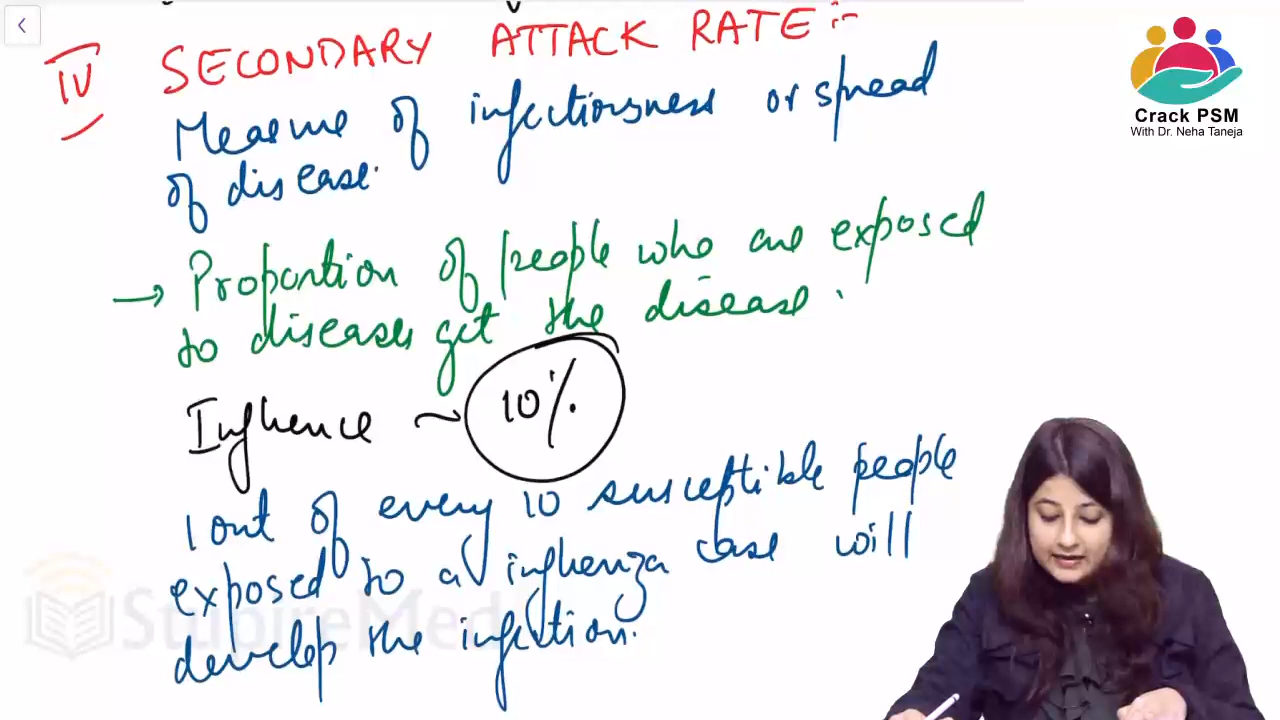 IV SECONDARY ATTACK RATE:-
Measure of infectiousness or spread
of disease.
→ Proportion of people who are exposed
to diseases get the disease.
Influence ~ 10%
1 out of every 10 susceptible people
exposed to a influenza case will
develop the infection.
Crack PSM
With Dr. Neha Taneja